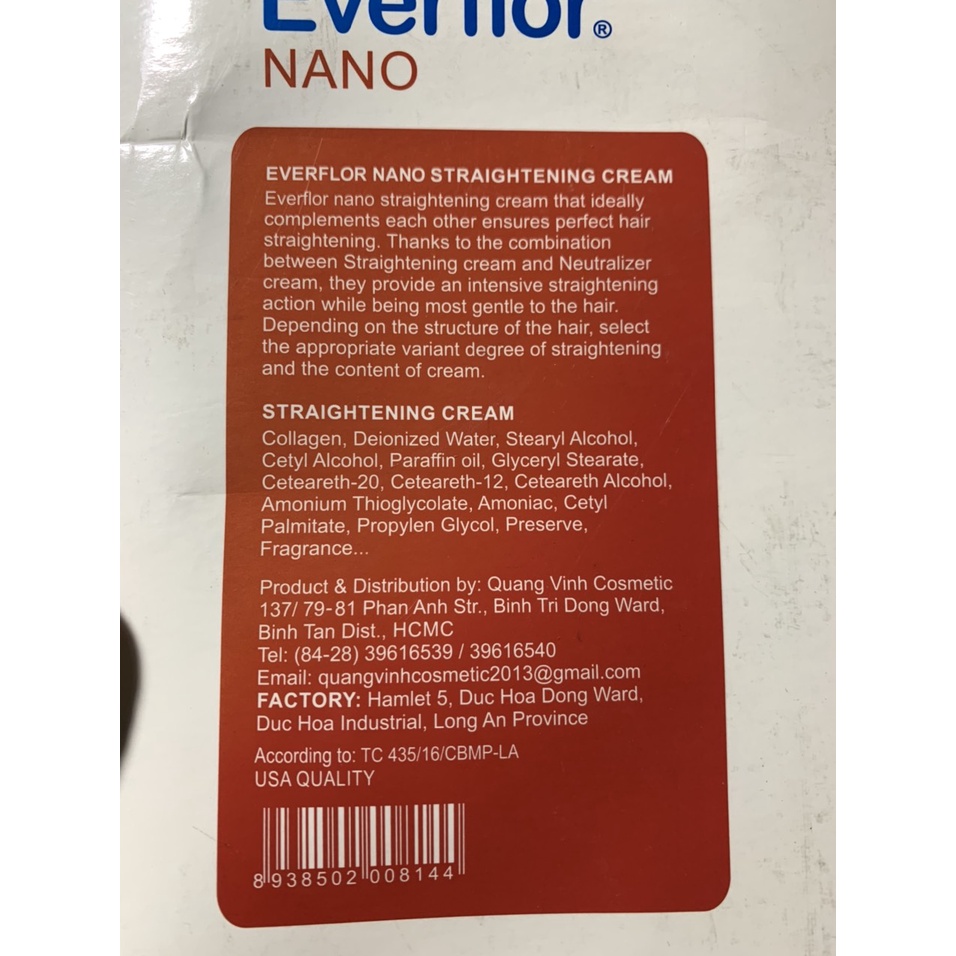 Everflor®
NANO
EVERFLOR NANO STRAIGHTENING CREAM
Everflor nano straightening cream that ideally
complements each other ensures perfect hair
straightening. Thanks to the combination
between Straightening cream and Neutralizer
cream, they provide an intensive straightening
action while being most gentle to the hair.
Depending on the structure of the hair, select
the appropriate variant degree of straightening
and the content of cream.
STRAIGHTENING CREAM
Collagen, Deionized Water, Stearyl Alcohol,
Cetyl Alcohol, Paraffin oil, Glyceryl Stearate,
Ceteareth-20, Ceteareth-12, Ceteareth Alcohol,
Amonium Thioglycolate, Amoniac, Cetyl
Palmitate, Propylen Glycol, Preserve,
Fragrance...
Product & Distribution by: Quang Vinh Cosmetic
137/ 79-81 Phan Anh Str., Binh Tri Dong Ward,
Binh Tan Dist., HCMC
Tel: (84-28) 39616539 / 39616540
Email: quangvinhcosmetic2013@gmail.com
FACTORY: Hamlet 5, Duc Hoa Dong Ward,
Duc Hoa Industrial, Long An Province
According to: TC 435/16/CBMP-LA
USA QUALITY
8 938502 008144